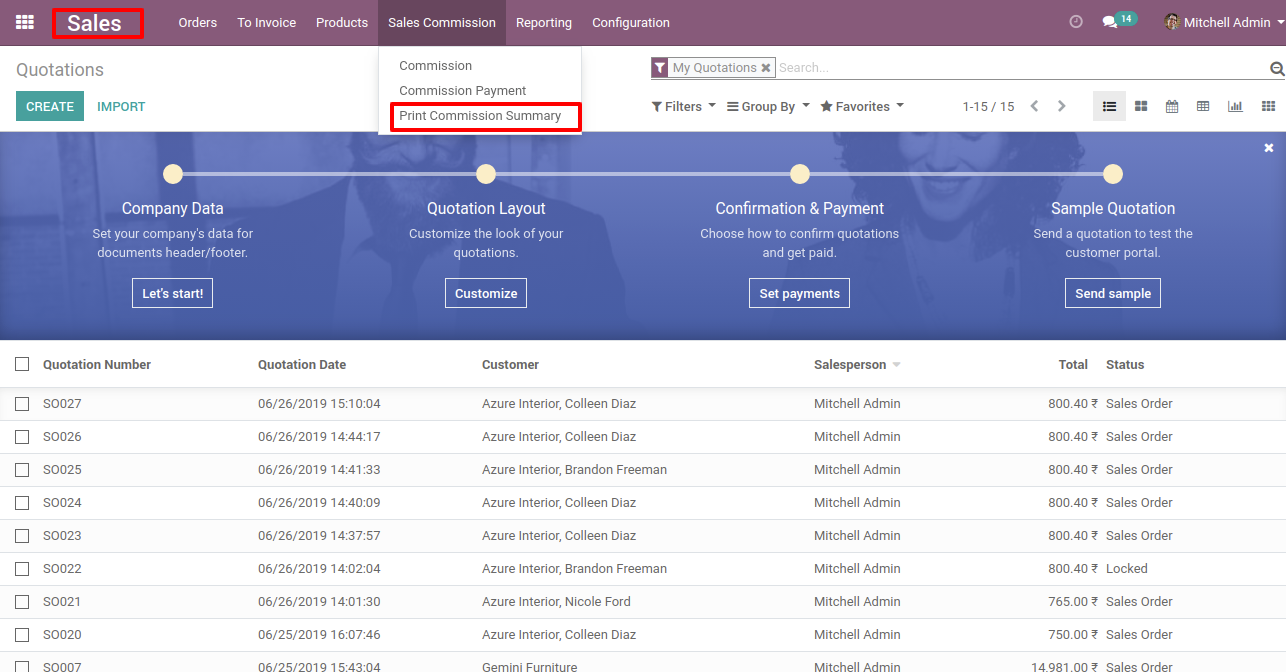 Sales Orders To Invoice Products Sales Commission Reporting Configuration 14 Mitchell Admin
Quotations
My Quotations Search...
Commission
Commission Payment
Print Commission Summary
CREATE IMPORT
Filters Group By Favorites 1-15 / 15
Company Data Quotation Layout Confirmation & Payment Sample Quotation
Set your company's data for Customize the look of your Choose how to confirm quotations Send a quotation to test the
documents header/footer. quotations. and get paid. customer portal.
Let's start! Customize Set payments Send sample
Quotation Number Quotation Date Customer Salesperson Total Status
SO027 06/26/2019 15:10:04 Azure Interior, Colleen Diaz Mitchell Admin 800.40 ₹ Sales Order
SO026 06/26/2019 14:44:17 Azure Interior, Colleen Diaz Mitchell Admin 800.40 ₹ Sales Order
SO025 06/26/2019 14:41:33 Azure Interior, Brandon Freeman Mitchell Admin 800.40 ₹ Sales Order
SO024 06/26/2019 14:40:09 Azure Interior, Colleen Diaz Mitchell Admin 800.40 ₹ Sales Order
SO023 06/26/2019 14:37:57 Azure Interior, Colleen Diaz Mitchell Admin 800.40 ₹ Sales Order
SO022 06/26/2019 14:02:04 Azure Interior, Brandon Freeman Mitchell Admin 800.40 ₹ Locked
SO021 06/26/2019 14:01:30 Azure Interior, Nicole Ford Mitchell Admin 765.00 ₹ Sales Order
SO020 06/25/2019 16:07:46 Azure Interior, Colleen Diaz Mitchell Admin 750.00 ₹ Sales Order
SO007 06/25/2019 15:43:04 Gemini Furniture Mitchell Admin 14,981.00 ₹ Sales Order